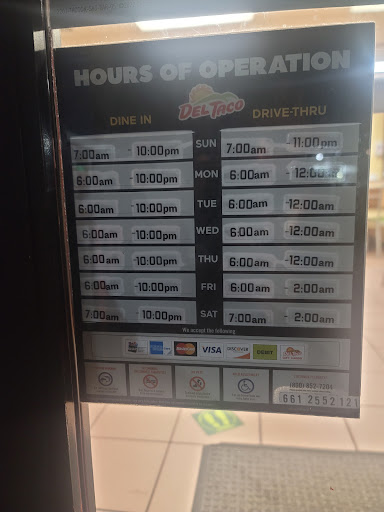 HOURS OF OPERATION
DEL TACO
DINE IN DRIVE-THRU
7:00am -10:00pm SUN 7:00am -11:00pm
6:00am -10:00pm MON 6:00am -12:00am
6:00am -10:00pm TUE 6:00am -12:00am
6:00am -10:00pm WED 6:00am -12:00am
6:00am -10:00pm THU 6:00am -12:00am
6:00am -10:00pm FRI 6:00am - 2:00am
7:00am -10:00pm SAT 7:00am - 2:00am
We accept the following
MasterCard VISA DISCOVER DEBIT
661 2552 121